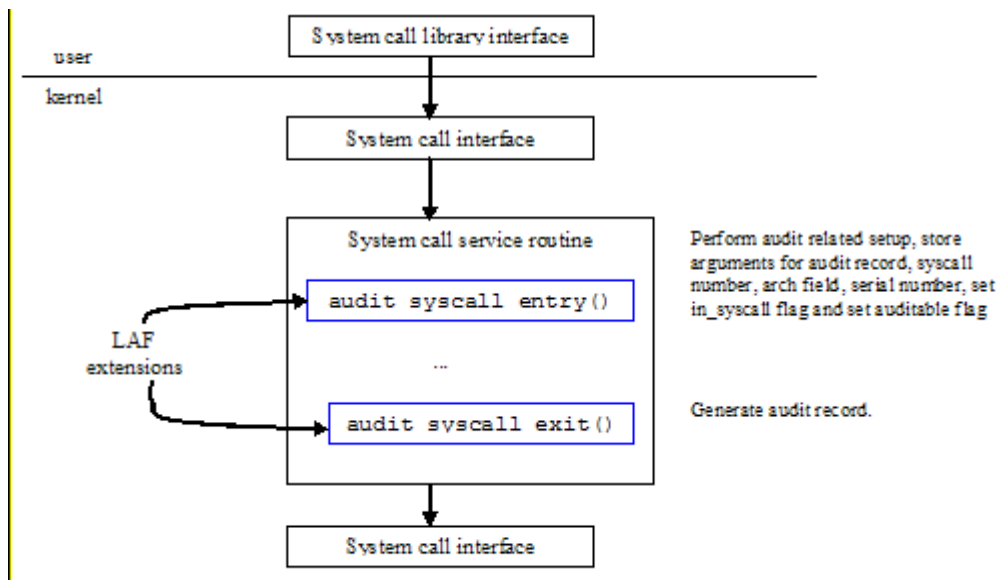 System call library interface
user
kernel
System call interface
System call service routine
Perform audit related setup, store
arguments for audit record, syscall
number, arch field, serial number, set
in_syscall flag and set auditable flag
audit syscall entry()
LAF
extensions
...
audit syscall exit()
Generate audit record.
System call interface